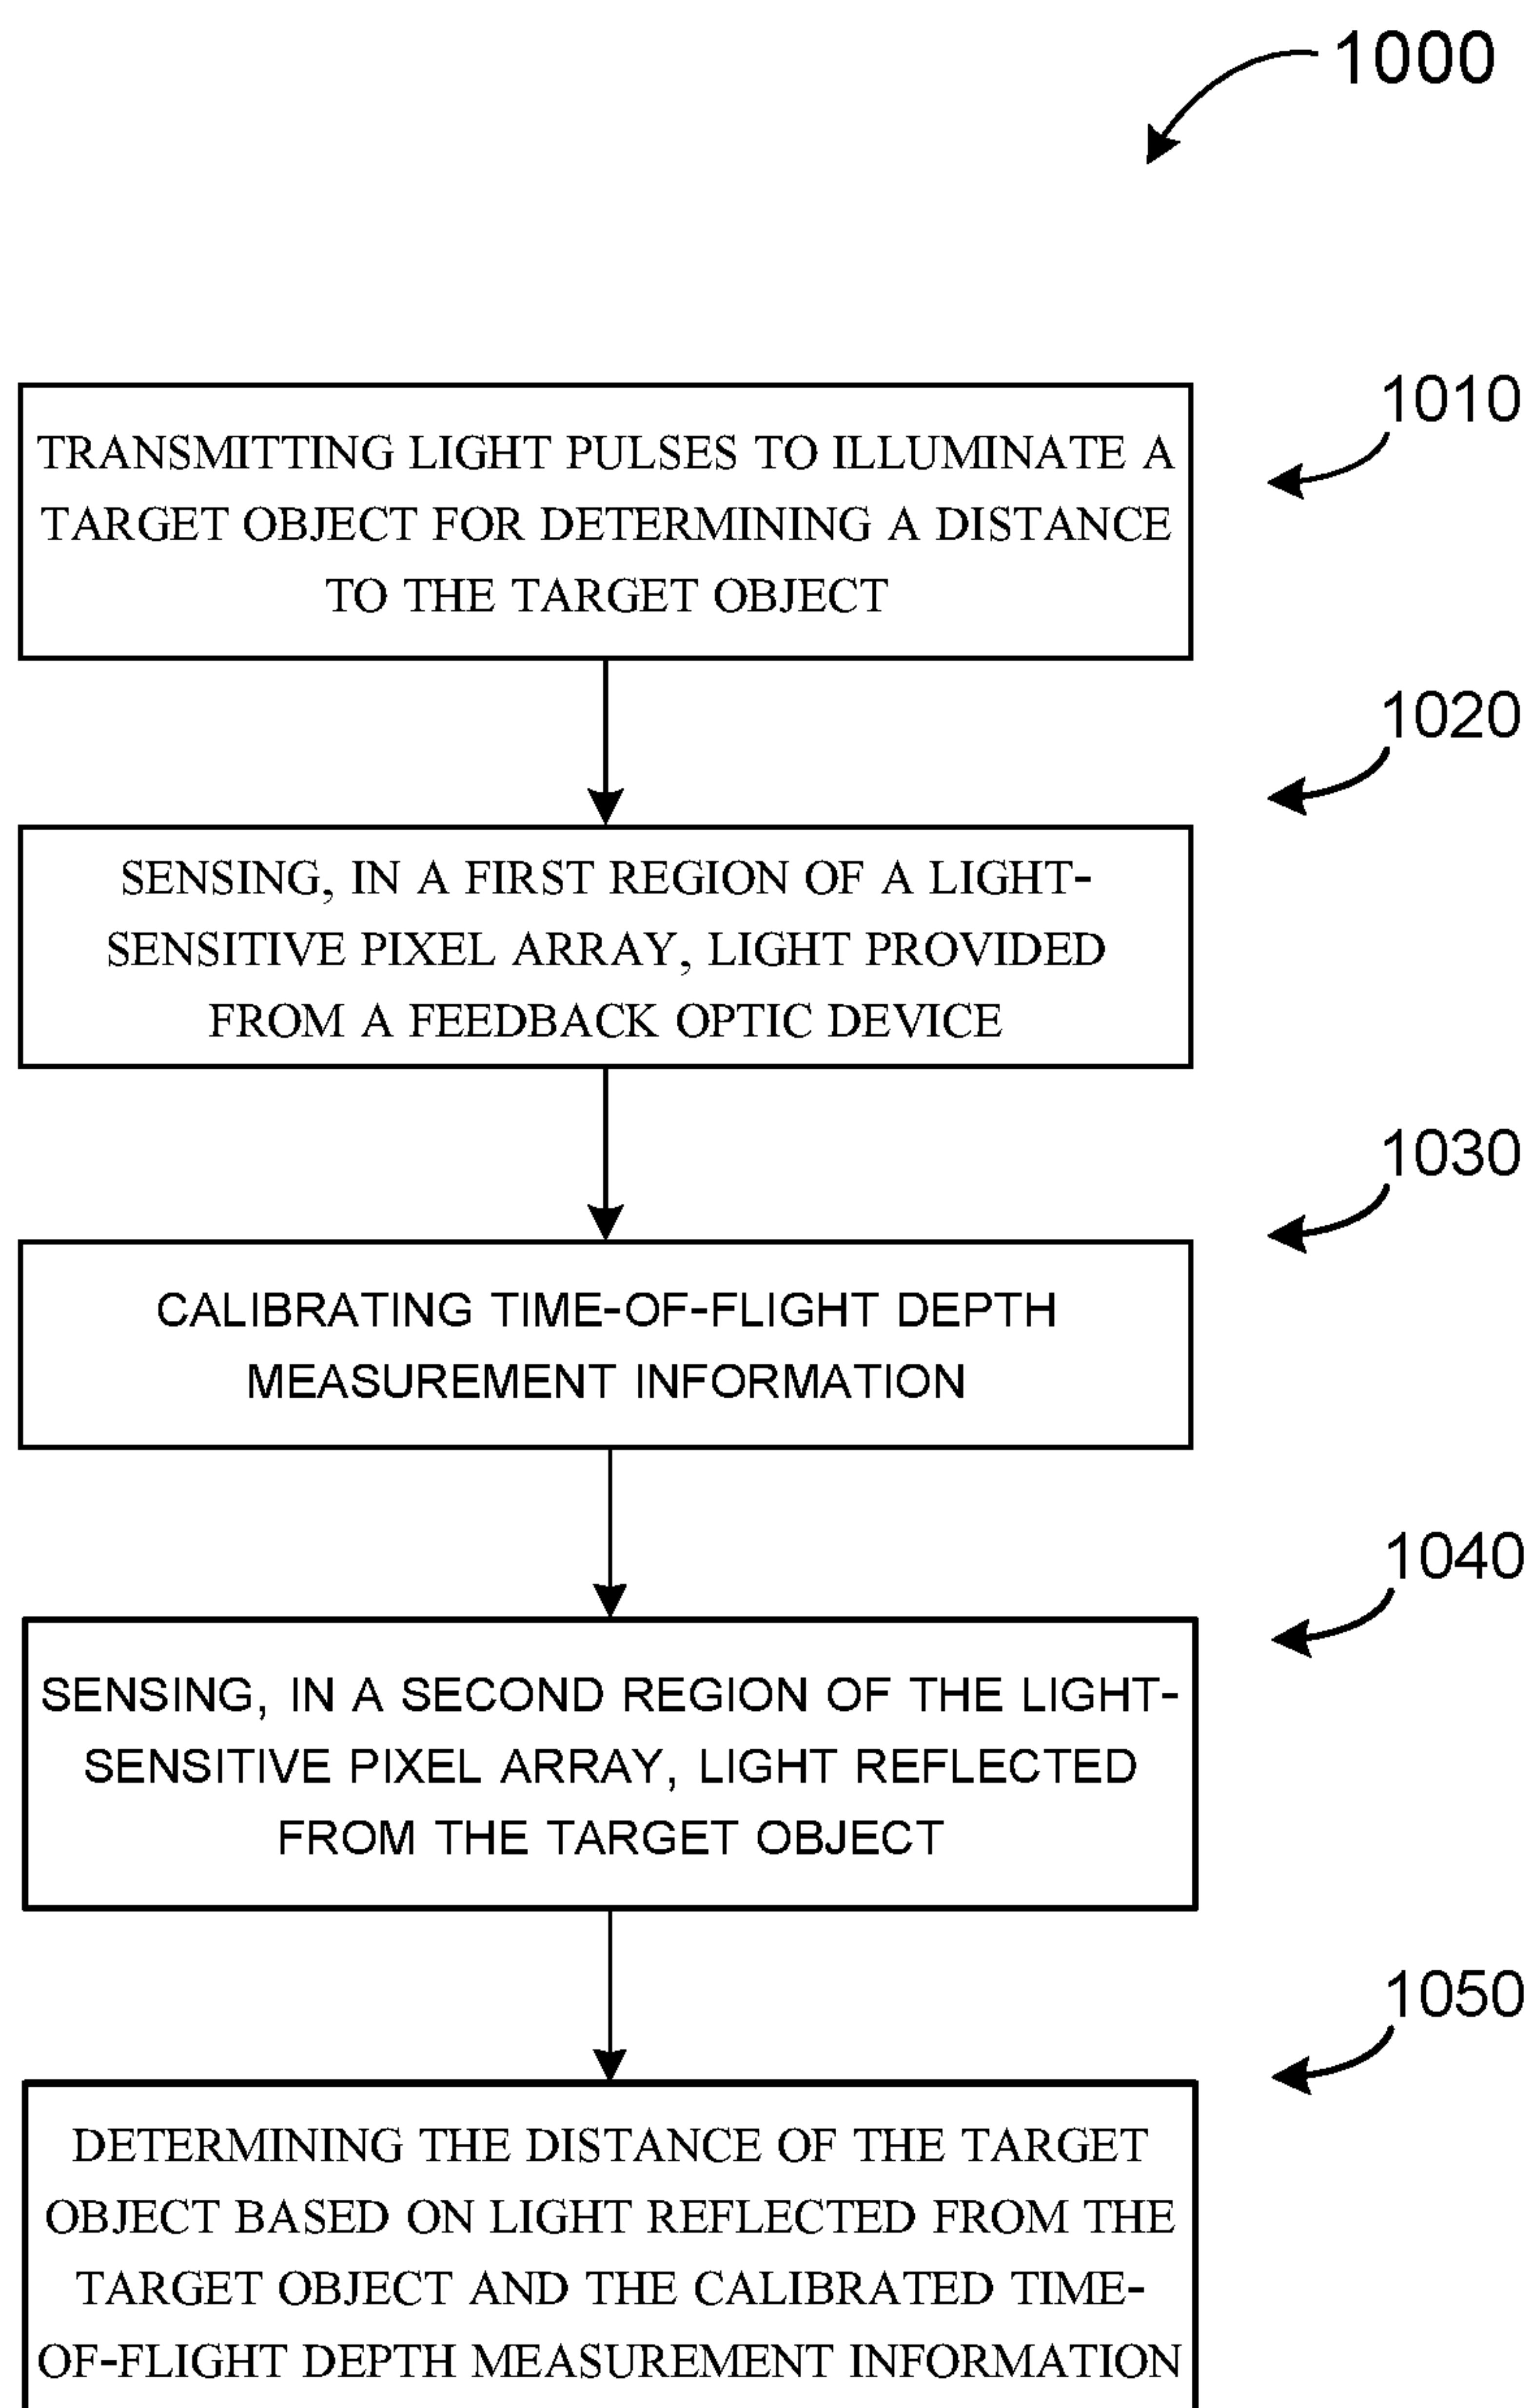 1000
1010
TRANSMITTING LIGHT PULSES TO ILLUMINATE A
TARGET OBJECT FOR DETERMINING A DISTANCE
TO THE TARGET OBJECT
1020
SENSING, IN A FIRST REGION OF A LIGHT-
SENSITIVE PIXEL ARRAY, LIGHT PROVIDED
FROM A FEEDBACK OPTIC DEVICE
1030
CALIBRATING TIME-OF-FLIGHT DEPTH
MEASUREMENT INFORMATION
1040
SENSING, IN A SECOND REGION OF THE LIGHT-
SENSITIVE PIXEL ARRAY, LIGHT REFLECTED
FROM THE TARGET OBJECT
1050
DETERMINING THE DISTANCE OF THE TARGET
OBJECT BASED ON LIGHT REFLECTED FROM THE
TARGET OBJECT AND THE CALIBRATED TIME-
OF-FLIGHT DEPTH MEASUREMENT INFORMATION